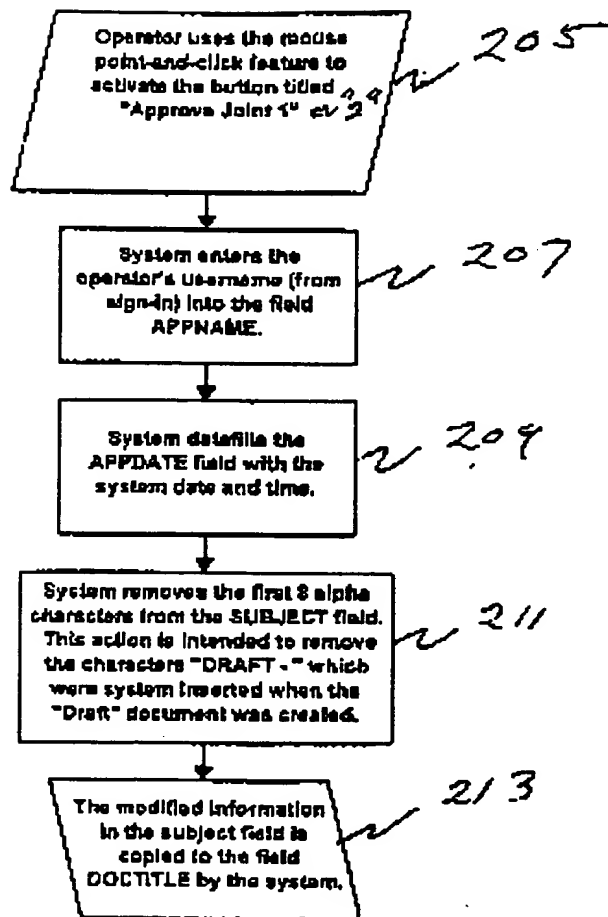 Operator uses the mouse
point-and-click feature to
activate the button titled
"Approve Joint 1" or 2"
205
System enters the
operator's username (from
sign-in) into the field
APPNAME.
207
System datafills the
APPDATE field with the
system date and time.
209
System removes the first 8 alpha
characters from the SUBJECT field.
This action is intended to remove
the characters "DRAFT - " which
were system inserted when the
"Draft" document was created.
211
The modified information
in the subject field is
copied to the field
DOCTITLE by the system.
213